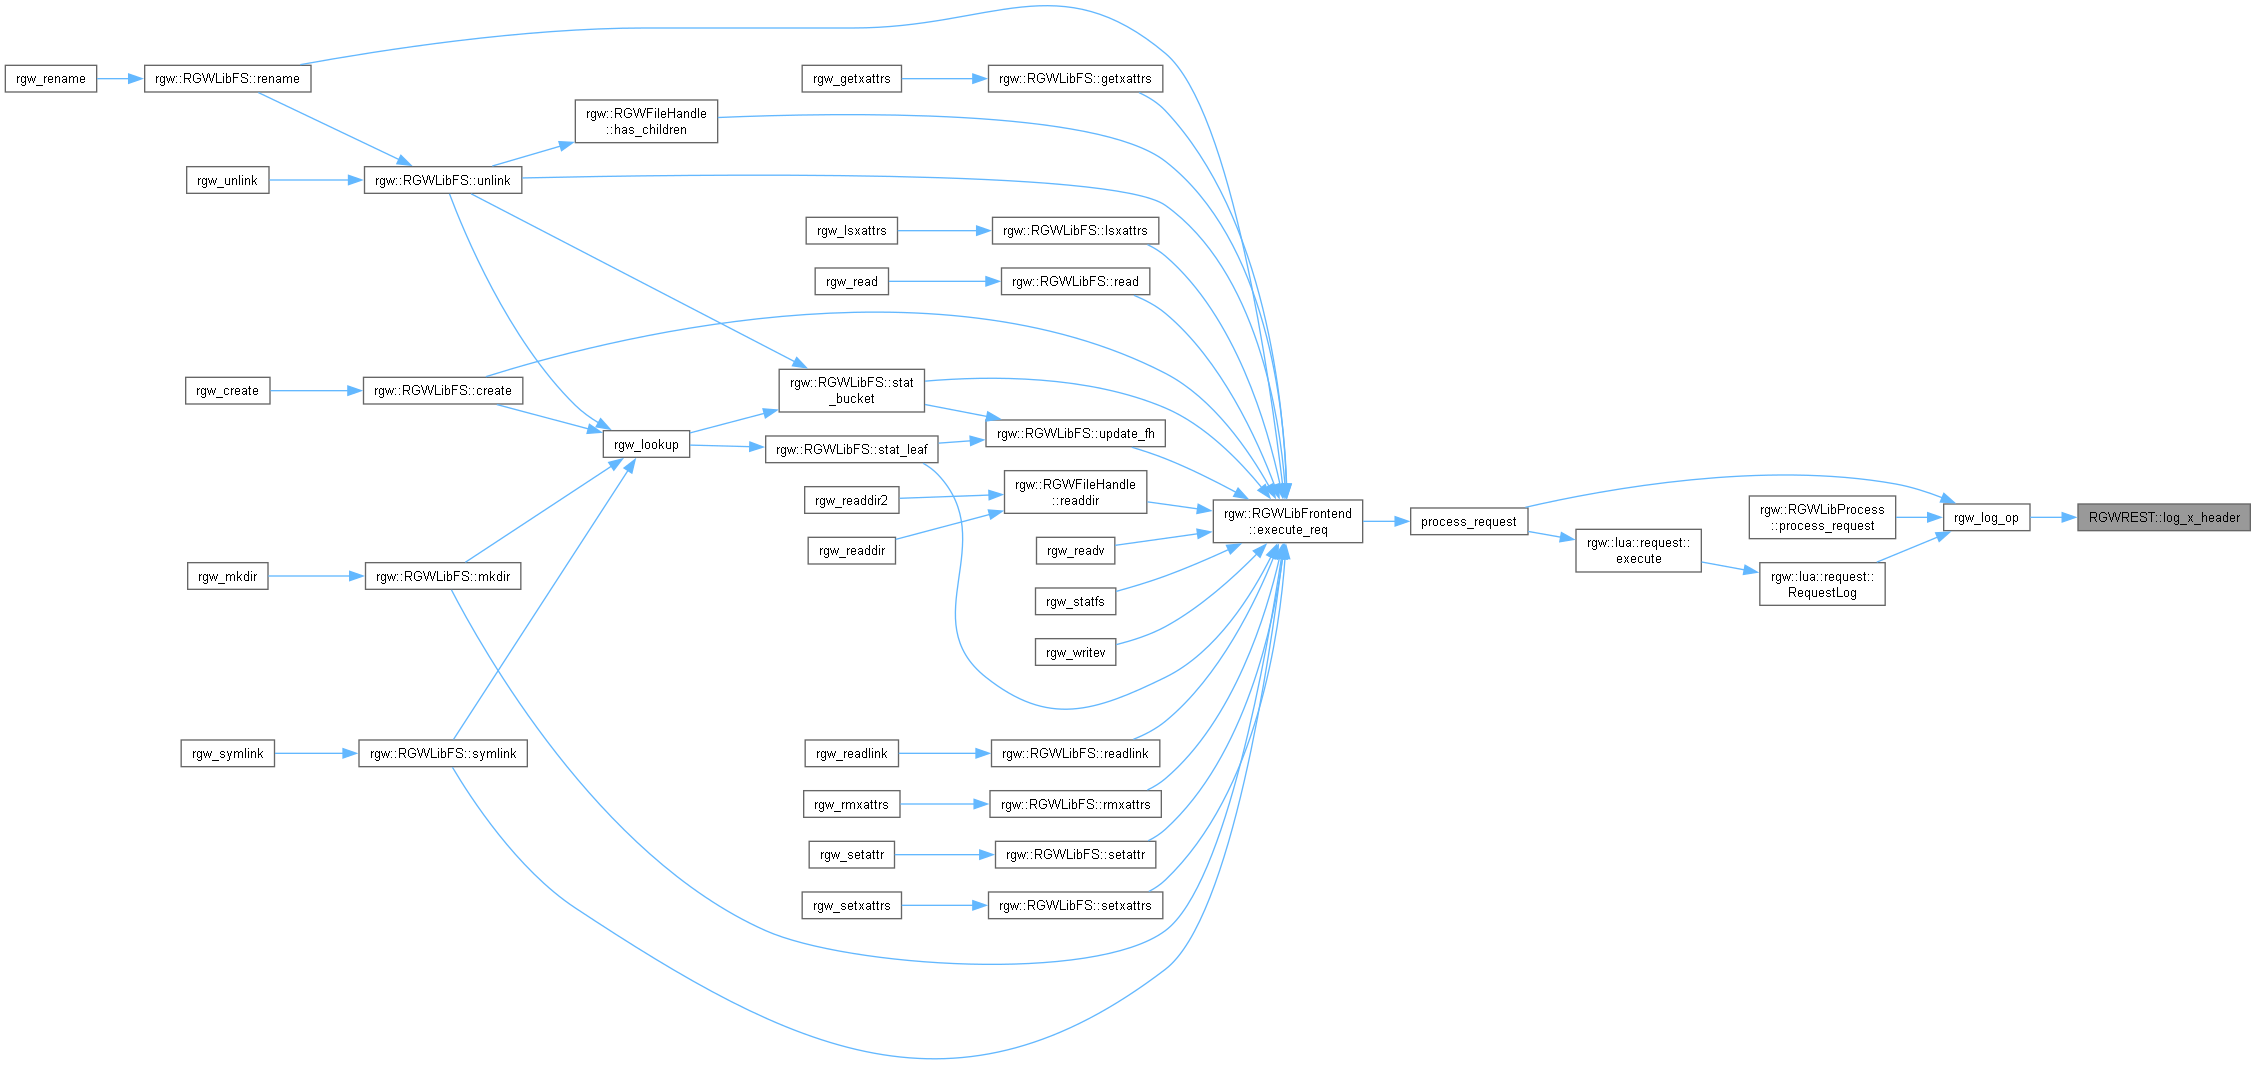 rgw_rename
rgw::RGWLibFS::rename
rgw_getxattrs
rgw::RGWLibFS::getxattrs
rgw::RGWFileHandle
::has_children
rgw_unlink
rgw::RGWLibFS::unlink
rgw_lsxattrs
rgw::RGWLibFS::lsxattrs
rgw_read
rgw::RGWLibFS::read
rgw_create
rgw::RGWLibFS::create
rgw::RGWLibFS::stat
_bucket
rgw_lookup
rgw::RGWLibFS::stat_leaf
rgw::RGWLibFS::update_fh
rgw_readdir2
rgw::RGWFileHandle
::readdir
rgw_readdir
rgw_readv
rgw::RGWLibFrontend
::execute_req
process_request
rgw::RGWLibProcess
::process_request
rgw_log_op
RGWREST::log_x_header
rgw::lua::request::
execute
rgw::lua::request::
RequestLog
rgw_mkdir
rgw::RGWLibFS::mkdir
rgw_statfs
rgw_writev
rgw_symlink
rgw::RGWLibFS::symlink
rgw_readlink
rgw::RGWLibFS::readlink
rgw_rmxattrs
rgw::RGWLibFS::rmxattrs
rgw_setattr
rgw::RGWLibFS::setattr
rgw_setxattrs
rgw::RGWLibFS::setxattrs